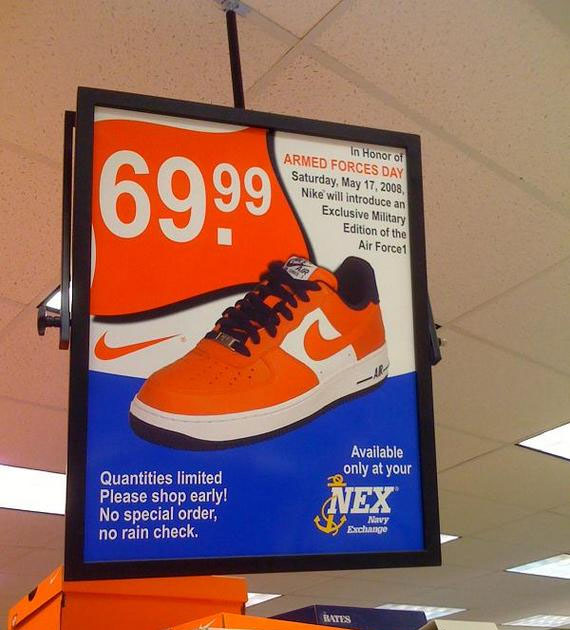 69.99
In Honor of
ARMED FORCES DAY
Saturday, May 17, 2008,
Nike® will introduce an
Exclusive Military
Edition of the
Air Force1
AIR
Quantities limited
Please shop early!
No special order,
no rain check.
Available
only at your
NEX®
Navy
Exchange
BATES